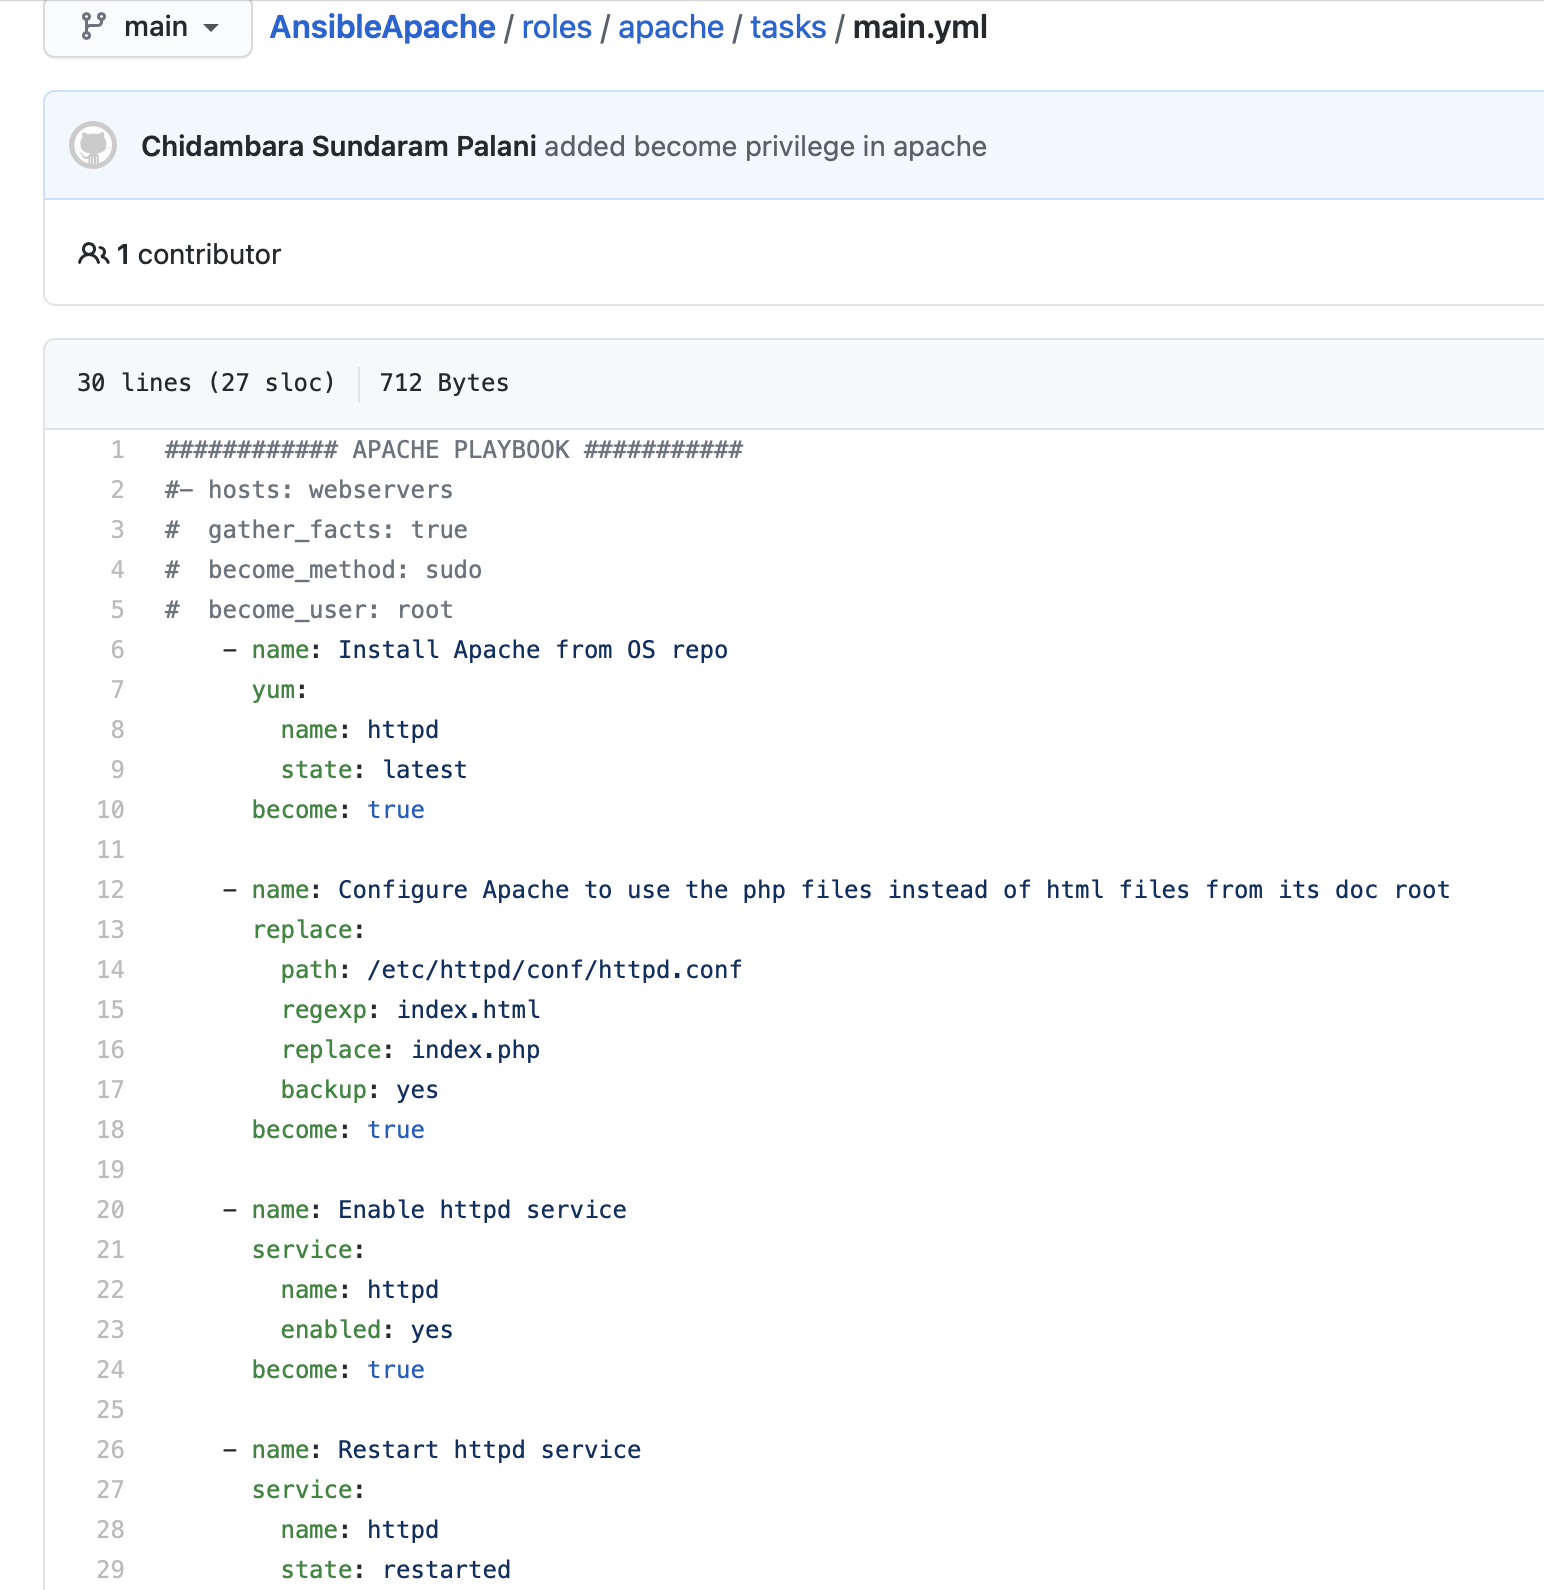 main AnsibleApache / roles / apache / tasks / main.yml
Chidambara Sundaram Palani added become privilege in apache
1 contributor
30 lines (27 sloc) 712 Bytes
1 ############ APACHE PLAYBOOK ###########
2 #- hosts: webservers
3 #  gather_facts: true
4 #  become_method: sudo
5 #  become_user: root
6     - name: Install Apache from OS repo
7       yum:
8         name: httpd
9         state: latest
10       become: true
11
12     - name: Configure Apache to use the php files instead of html files from its doc root
13       replace:
14         path: /etc/httpd/conf/httpd.conf
15         regexp: index.html
16         replace: index.php
17         backup: yes
18       become: true
19
20     - name: Enable httpd service
21       service:
22         name: httpd
23         enabled: yes
24       become: true
25
26     - name: Restart httpd service
27       service:
28         name: httpd
29         state: restarted